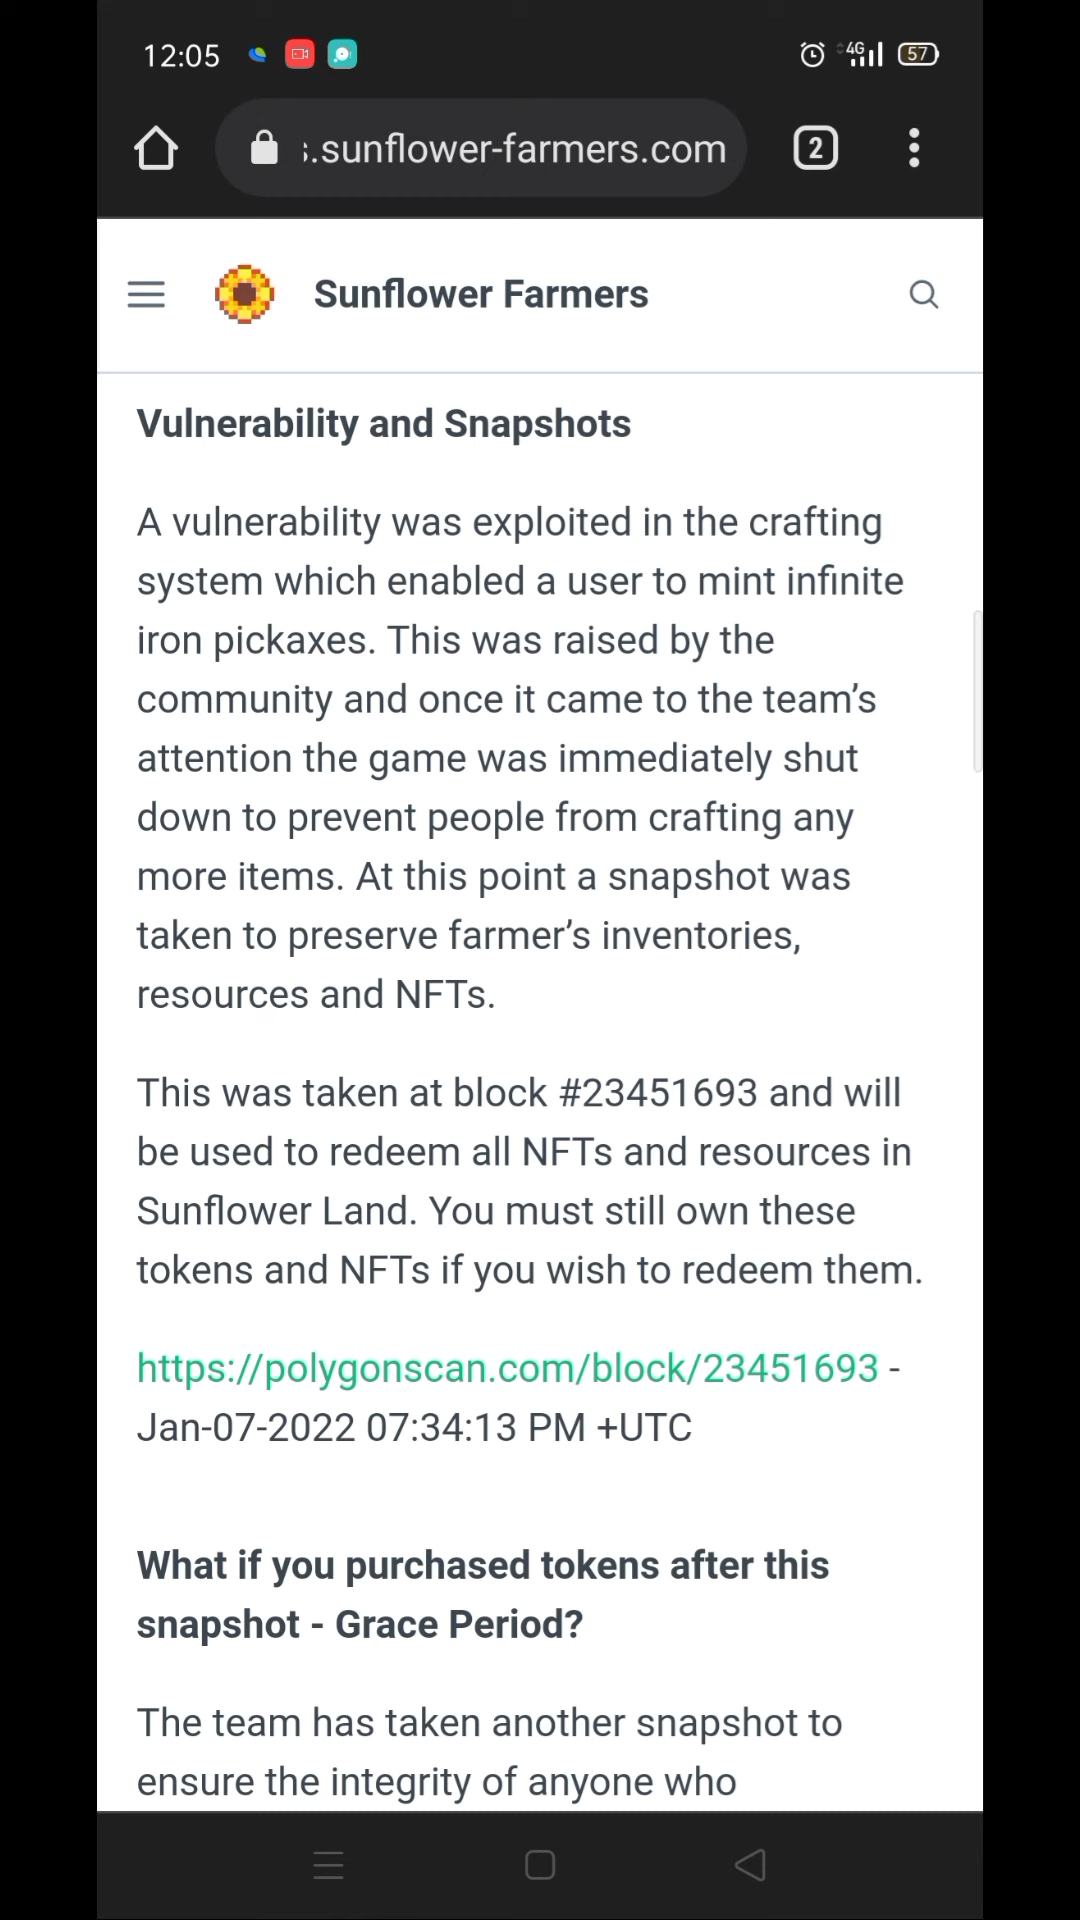 12:05
4G
57
.sunflower-farmers.com
2
Sunflower Farmers
Vulnerability and Snapshots
A vulnerability was exploited in the crafting
system which enabled a user to mint infinite
iron pickaxes. This was raised by the
community and once it came to the team’s
attention the game was immediately shut
down to prevent people from crafting any
more items. At this point a snapshot was
taken to preserve farmer’s inventories,
resources and NFTs.
This was taken at block #23451693 and will
be used to redeem all NFTs and resources in
Sunflower Land. You must still own these
tokens and NFTs if you wish to redeem them.
https://polygonscan.com/block/23451693 -
Jan-07-2022 07:34:13 PM +UTC
What if you purchased tokens after this
snapshot - Grace Period?
The team has taken another snapshot to
ensure the integrity of anyone who